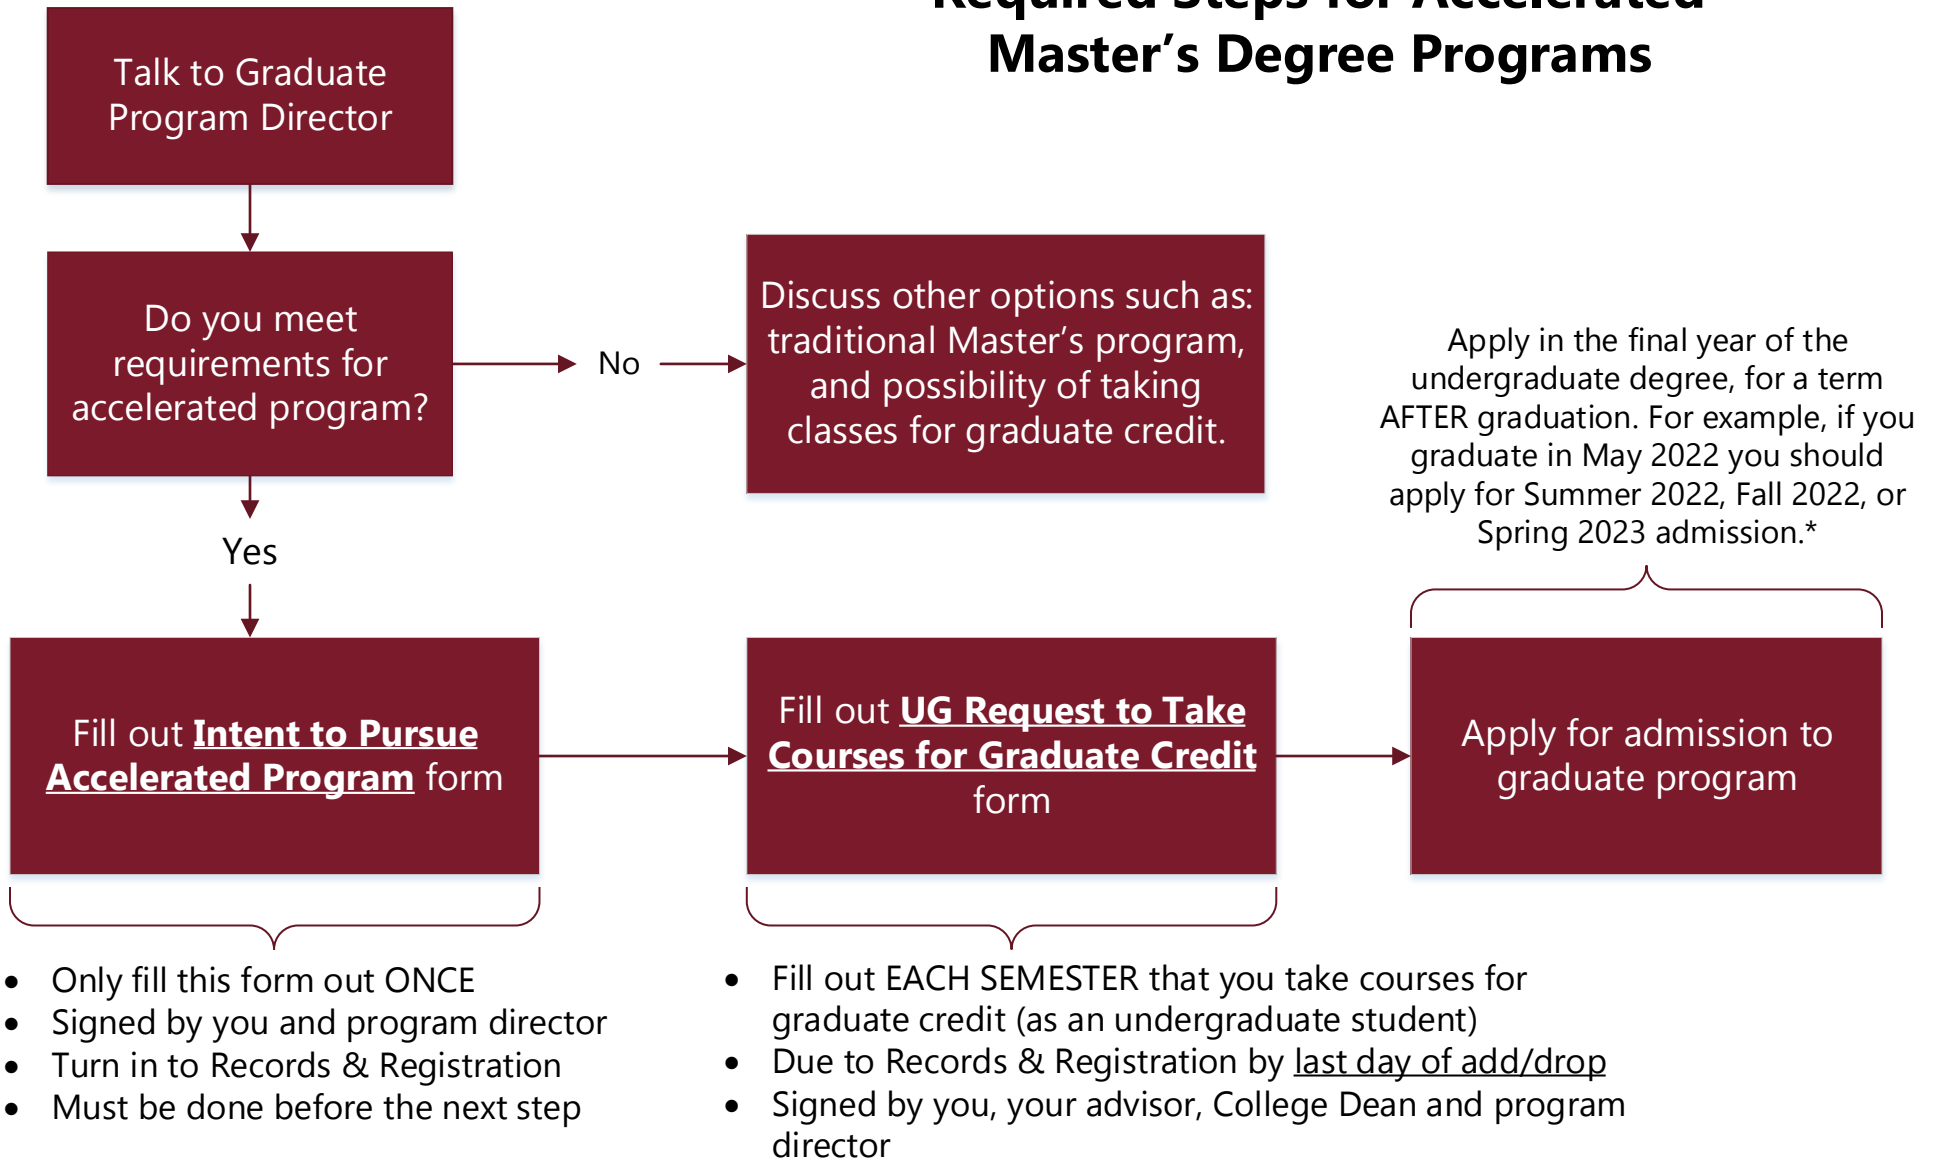 Required Steps for Accelerated
Master's Degree Programs
Talk to Graduate
Program Director
Do you meet
requirements for
accelerated program?
No
Discuss other options such as:
traditional Master's program,
and possibility of taking
classes for graduate credit.
Yes
Fill out Intent to Pursue
Accelerated Program form
• Only fill this form out ONCE
• Signed by you and program director
• Turn in to Records & Registration
• Must be done before the next step
Fill out UG Request to Take
Courses for Graduate Credit
form
• Fill out EACH SEMESTER that you take courses for
graduate credit (as an undergraduate student)
• Due to Records & Registration by last day of add/drop
• Signed by you, your advisor, College Dean and program
director
Apply in the final year of the
undergraduate degree, for a term
AFTER graduation. For example, if you
graduate in May 2022 you should
apply for Summer 2022, Fall 2022, or
Spring 2023 admission.*
Apply for admission to
graduate program